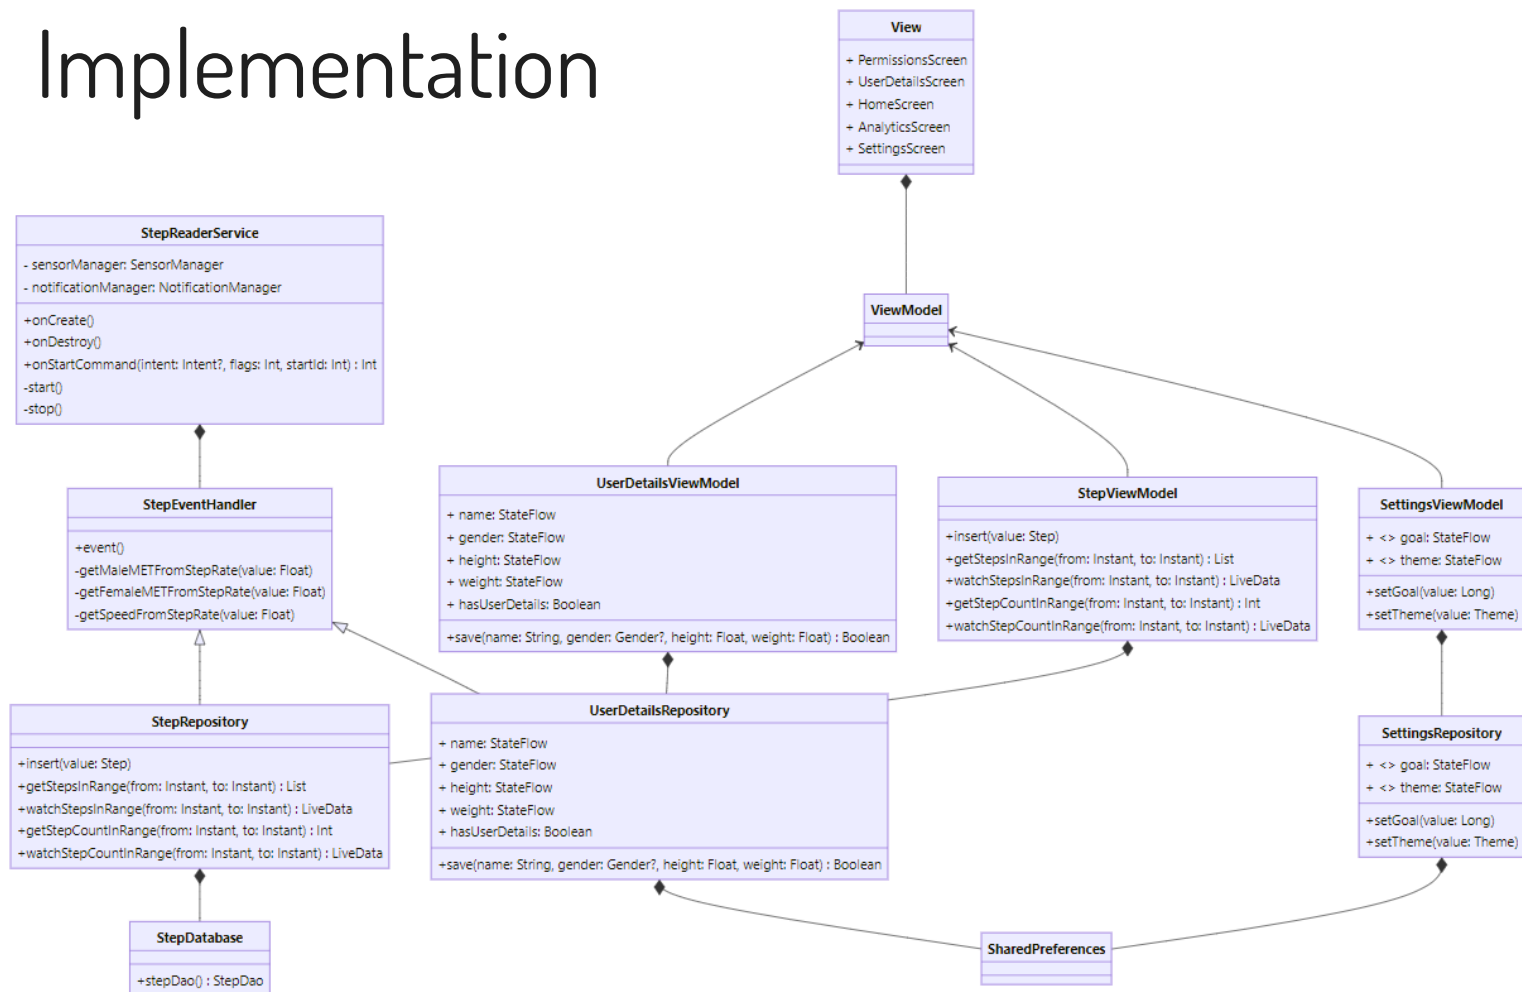 Implementation
View
+ PermissionsScreen
+ UserDetailsScreen
+ HomeScreen
+ AnalyticsScreen
+ SettingsScreen
StepReaderService
- sensorManager: SensorManager
- notificationManager: NotificationManager
+onCreate()
+onDestroy()
+onStartCommand(intent: Intent?, flags: Int, startId: Int) : Int
-start()
-stop()
ViewModel
StepEventHandler
+event()
-getMaleMETFromStepRate(value: Float)
-getFemaleMETFromStepRate(value: Float)
-getSpeedFromStepRate(value: Float)
UserDetailsViewModel
+ name: StateFlow
+ gender: StateFlow
+ height: StateFlow
+ weight: StateFlow
+ hasUserDetails: Boolean
+save(name: String, gender: Gender?, height: Float, weight: Float) : Boolean
StepViewModel
+insert(value: Step)
+getStepsInRange(from: Instant, to: Instant) : List
+watchStepsInRange(from: Instant, to: Instant) : LiveData
+getStepCountInRange(from: Instant, to: Instant) : Int
+watchStepCountInRange(from: Instant, to: Instant) : LiveData
SettingsViewModel
+ <> goal: StateFlow
+ <> theme: StateFlow
+setGoal(value: Long)
+setTheme(value: Theme)
StepRepository
+insert(value: Step)
+getStepsInRange(from: Instant, to: Instant) : List
+watchStepsInRange(from: Instant, to: Instant) : LiveData
+getStepCountInRange(from: Instant, to: Instant) : Int
+watchStepCountInRange(from: Instant, to: Instant) : LiveData
UserDetailsRepository
+ name: StateFlow
+ gender: StateFlow
+ height: StateFlow
+ weight: StateFlow
+ hasUserDetails: Boolean
+save(name: String, gender: Gender?, height: Float, weight: Float) : Boolean
SettingsRepository
+ <> goal: StateFlow
+ <> theme: StateFlow
+setGoal(value: Long)
+setTheme(value: Theme)
StepDatabase
+stepDao() : StepDao
SharedPreferences